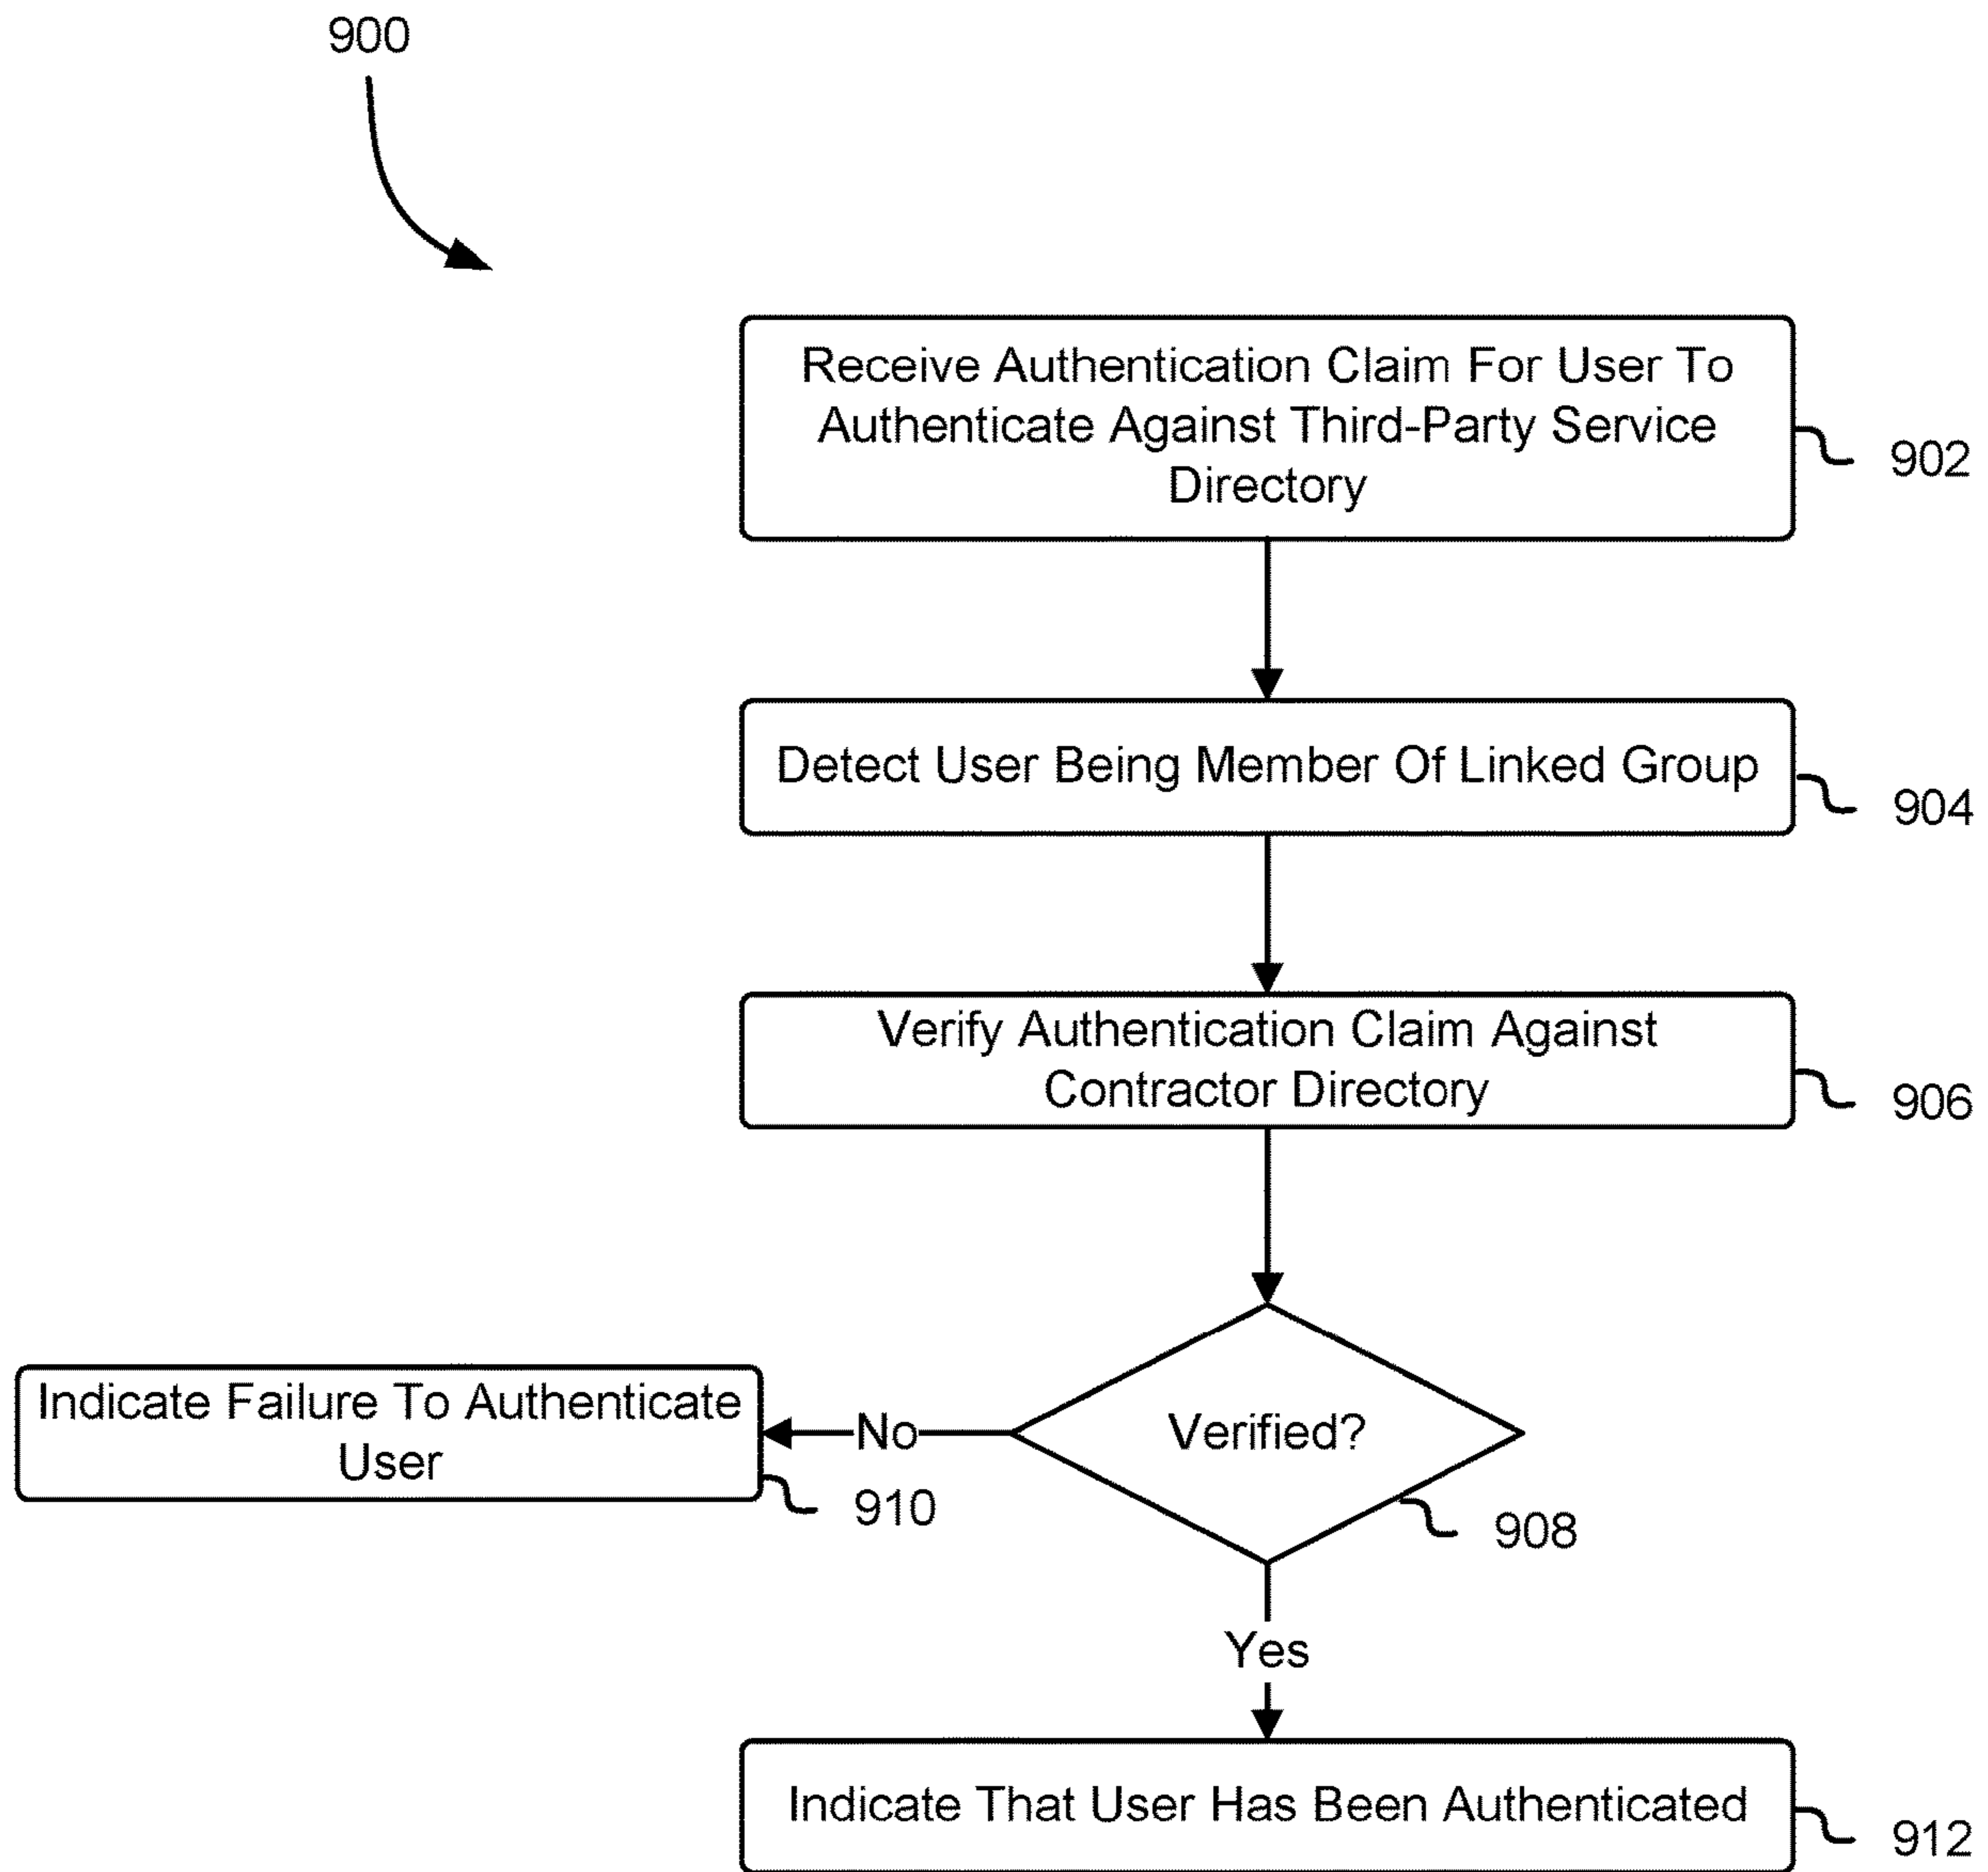 900
Receive Authentication Claim For User To
Authenticate Against Third-Party Service
Directory
902
Detect User Being Member Of Linked Group
904
Verify Authentication Claim Against
Contractor Directory
906
Verified?
908
No
Indicate Failure To Authenticate
User
910
Yes
Indicate That User Has Been Authenticated
912